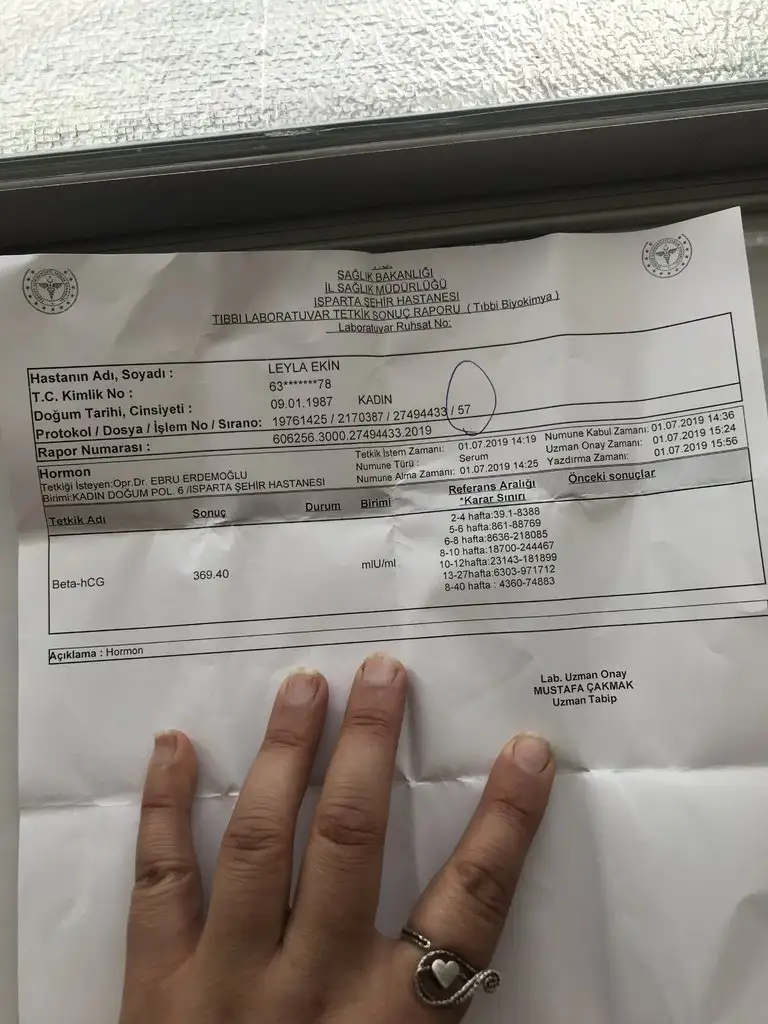 T.C.
SAĞLIK BAKANLIĞI
İL SAĞLIK MÜDÜRLÜĞÜ
ISPARTA ŞEHİR HASTANESİ
TIBBİ LABORATUVAR TETKİK SONUÇ RAPORU ( Tıbbi Biyokimya )
Laboratuvar Ruhsat No:
Hastanın Adı, Soyadı : LEYLA EKİN
T.C. Kimlik No : 63*******78
Doğum Tarihi, Cinsiyeti : 09.01.1987 KADIN
Protokol / Dosya / İşlem No / Sırano: 19761425 / 2170387 / 27494433 / 57
Rapor Numarası : 606256.3000.27494433.2019
Hormon
Tetkiği İsteyen:Opr.Dr. EBRU ERDEMOĞLU
Birimi:KADIN DOĞUM POL. 6 /ISPARTA ŞEHİR HASTANESİ
Tetkik İstem Zamanı: 01.07.2019 14:19
Numune Türü : Serum
Numune Alma Zamanı: 01.07.2019 14:25
Numune Kabul Zamanı: 01.07.2019 14:36
Uzman Onay Zamanı: 01.07.2019 15:24
Yazdırma Zamanı: 01.07.2019 15:56
Tetkik Adı Sonuç Durum Birimi Referans Aralığı Önceki sonuçlar
*Karar Sınırı
Beta-hCG 369.40 mIU/ml
2-4 hafta:39.1-8388
5-6 hafta:861-88769
6-8 hafta:8636-218085
8-10 hafta:18700-244467
10-12hafta:23143-181899
13-27hafta:6303-971712
8-40 hafta : 4360-74883
Açıklama : Hormon
Lab. Uzman Onay
MUSTAFA ÇAKMAK
Uzman Tabip